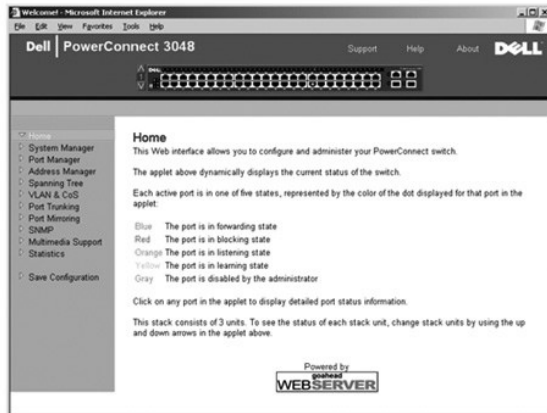 Welcome! - Microsoft Internet Explorer
File Edit View Favorites Tools Help
Dell PowerConnect 3048
Support Help About DELL
Home
System Manager
Port Manager
Address Manager
Spanning Tree
VLAN & CoS
Port Trunking
Port Mirroring
SNMP
Multimedia Support
Statistics
Save Configuration
Home
This Web interface allows you to configure and administer your PowerConnect switch.
The applet above dynamically displays the current status of the switch.
Each active port is in one of five states, represented by the color of the dot displayed for that port in the
applet:
Blue The port is in forwarding state
Red The port is in blocking state
Orange The port is in listening state
Yellow The port is in learning state
Gray The port is disabled by the administrator
Click on any port in the applet to display detailed port status information.
This stack consists of 3 units. To see the status of each stack unit, change stack units by using the up
and down arrows in the applet above.
Powered by
goahead
WEBSERVER